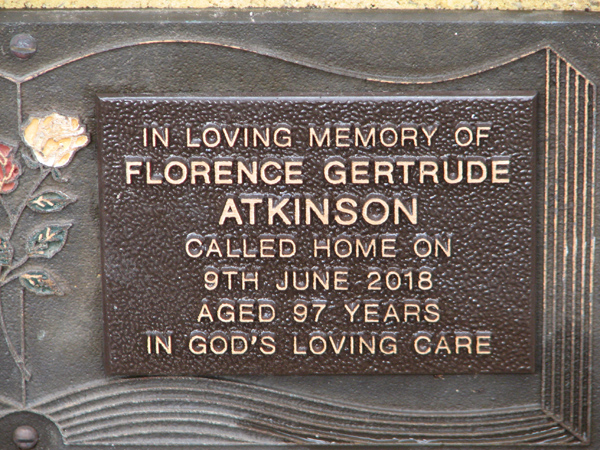 IN LOVING MEMORY OF
FLORENCE GERTRUDE
ATKINSON
CALLED HOME ON
9TH JUNE 2018
AGED 97 YEARS
IN GOD'S LOVING CARE